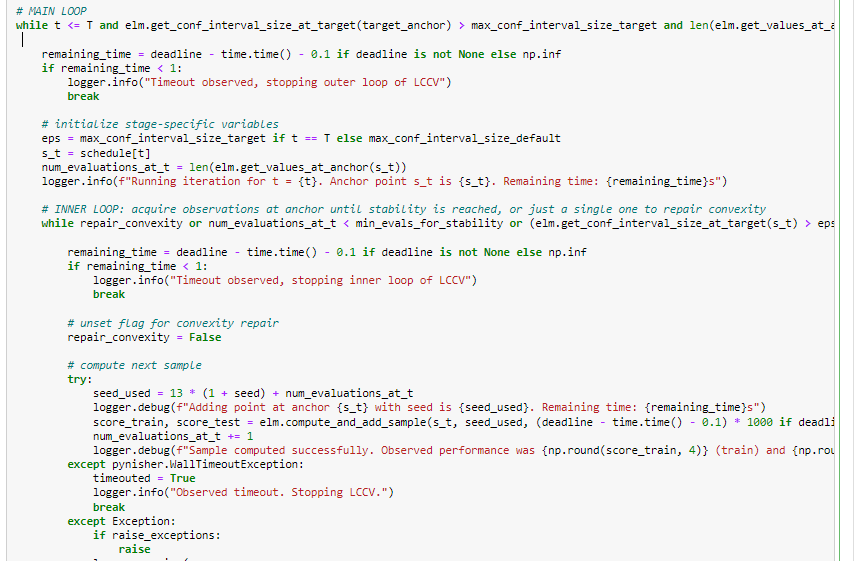 # MAIN LOOP
while t <= T and elm.get_conf_interval_size_at_target(target_anchor) > max_conf_interval_size_target and len(elm.get_values_at_a
remaining_time = deadline - time.time() - 0.1 if deadline is not None else np.inf
if remaining_time < 1:
logger.info("Timeout observed, stopping outer loop of LCCV")
break
# initialize stage-specific variables
eps = max_conf_interval_size_target if t == T else max_conf_interval_size_default
s_t = schedule[t]
num_evaluations_at_t = len(elm.get_values_at_anchor(s_t))
logger.info(f"Running iteration for t = {t}. Anchor point s_t is {s_t}. Remaining time: {remaining_time}s")
# INNER LOOP: acquire observations at anchor until stability is reached, or just a single one to repair convexity
while repair_convexity or num_evaluations_at_t < min_evals_for_stability or (elm.get_conf_interval_size_at_target(s_t) > eps
remaining_time = deadline - time.time() - 0.1 if deadline is not None else np.inf
if remaining_time < 1:
logger.info("Timeout observed, stopping inner loop of LCCV")
break
# unset flag for convexity repair
repair_convexity = False
# compute next sample
try:
seed_used = 13 * (1 + seed) + num_evaluations_at_t
logger.debug(f"Adding point at anchor {s_t} with seed is {seed_used}. Remaining time: {remaining_time}s")
score_train, score_test = elm.compute_and_add_sample(s_t, seed_used, (deadline - time.time() - 0.1) * 1000 if deadli
num_evaluations_at_t += 1
logger.debug(f"Sample computed successfully. Observed performance was {np.round(score_train, 4)} (train) and {np.rou
except pynisher.WallTimeoutException:
timeouted = True
logger.info("Observed timeout. Stopping LCCV.")
break
except Exception:
if raise_exceptions:
raise